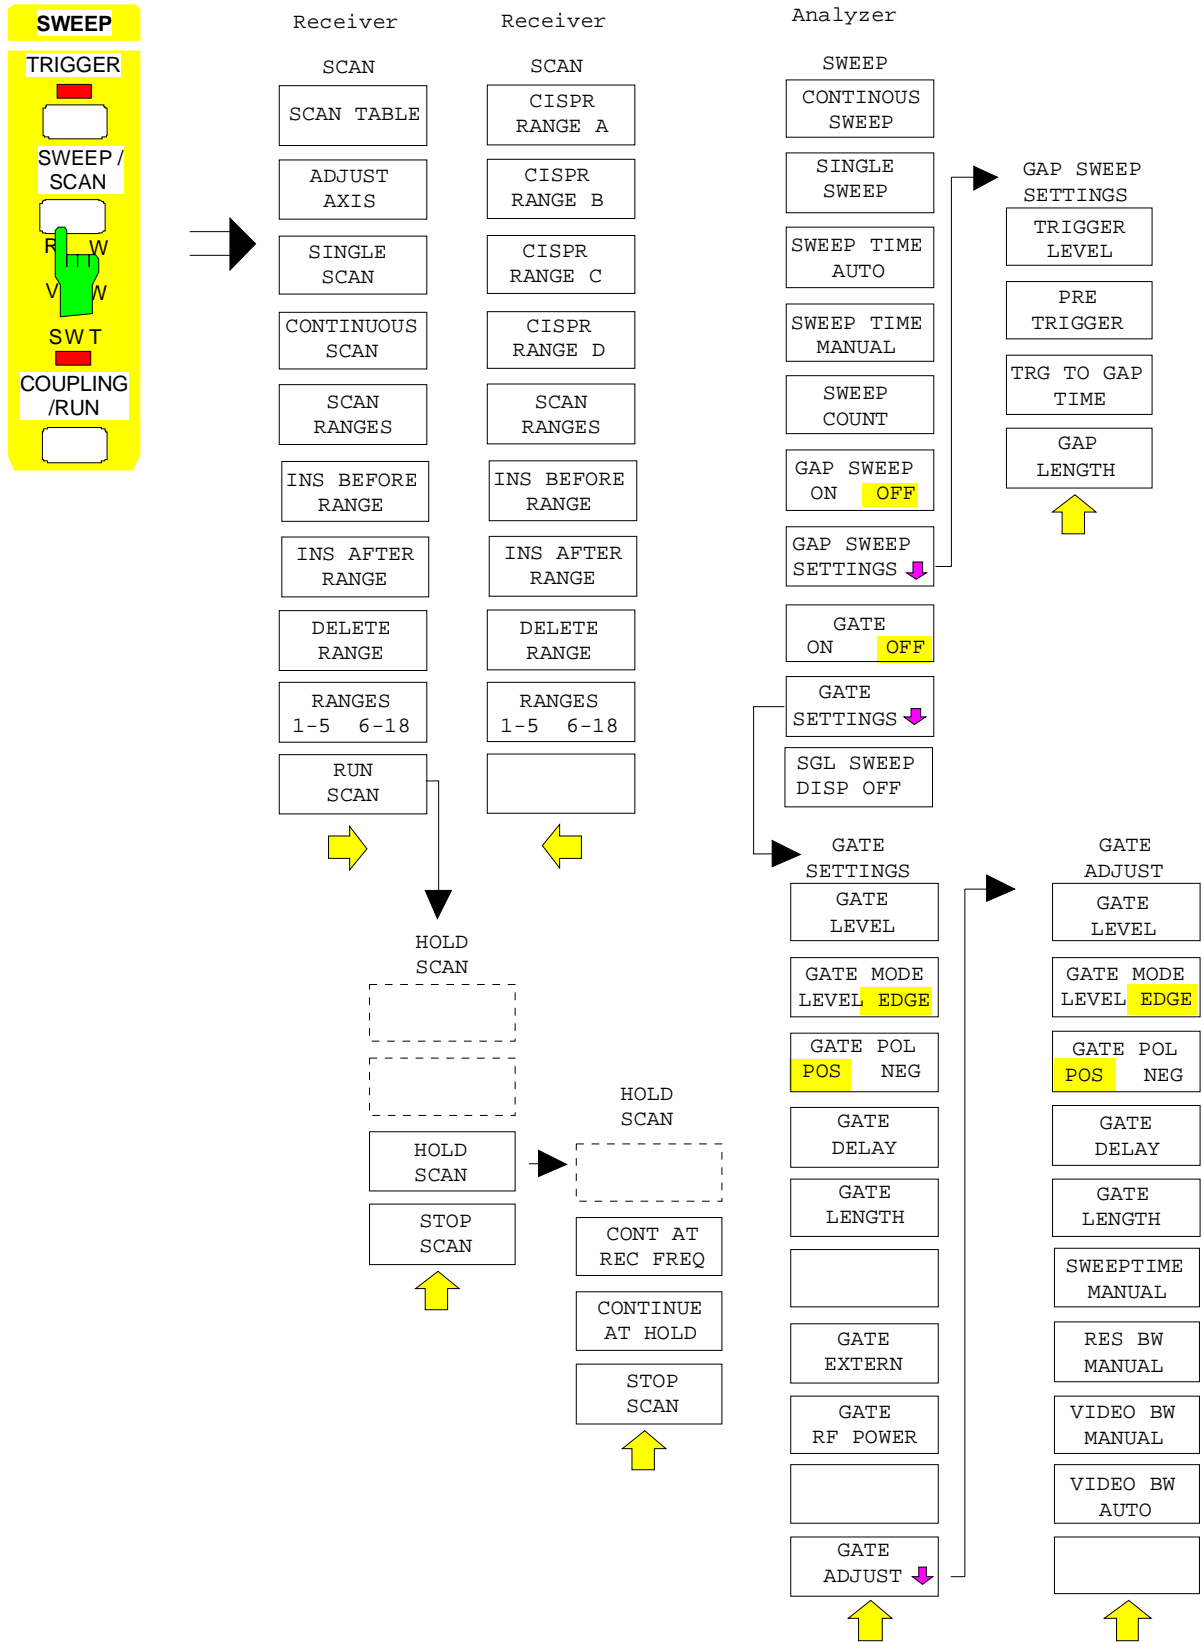 SWEEP
TRIGGER
SWEEP /
SCAN
R W
V W
SWT
COUPLING
/RUN
Receiver
SCAN
SCAN TABLE
ADJUST
AXIS
SINGLE
SCAN
CONTINUOUS
SCAN
SCAN
RANGES
INS BEFORE
RANGE
INS AFTER
RANGE
DELETE
RANGE
RANGES
1-5 6-18
RUN
SCAN
Receiver
SCAN
CISPR
RANGE A
CISPR
RANGE B
CISPR
RANGE C
CISPR
RANGE D
SCAN
RANGES
INS BEFORE
RANGE
INS AFTER
RANGE
DELETE
RANGE
RANGES
1-5 6-18
HOLD
SCAN
HOLD
SCAN
STOP
SCAN
HOLD
SCAN
CONT AT
REC FREQ
CONTINUE
AT HOLD
STOP
SCAN
Analyzer
SWEEP
CONTINOUS
SWEEP
SINGLE
SWEEP
SWEEP TIME
AUTO
SWEEP TIME
MANUAL
SWEEP
COUNT
GAP SWEEP
ON OFF
GAP SWEEP
SETTINGS
GATE
ON OFF
GATE
SETTINGS
SGL SWEEP
DISP OFF
GAP SWEEP
SETTINGS
TRIGGER
LEVEL
PRE
TRIGGER
TRG TO GAP
TIME
GAP
LENGTH
GATE
SETTINGS
GATE
LEVEL
GATE MODE
LEVEL EDGE
GATE POL
POS NEG
GATE
DELAY
GATE
LENGTH
GATE
EXTERN
GATE
RF POWER
GATE
ADJUST
GATE
ADJUST
GATE
LEVEL
GATE MODE
LEVEL EDGE
GATE POL
POS NEG
GATE
DELAY
GATE
LENGTH
SWEEPTIME
MANUAL
RES BW
MANUAL
VIDEO BW
MANUAL
VIDEO BW
AUTO